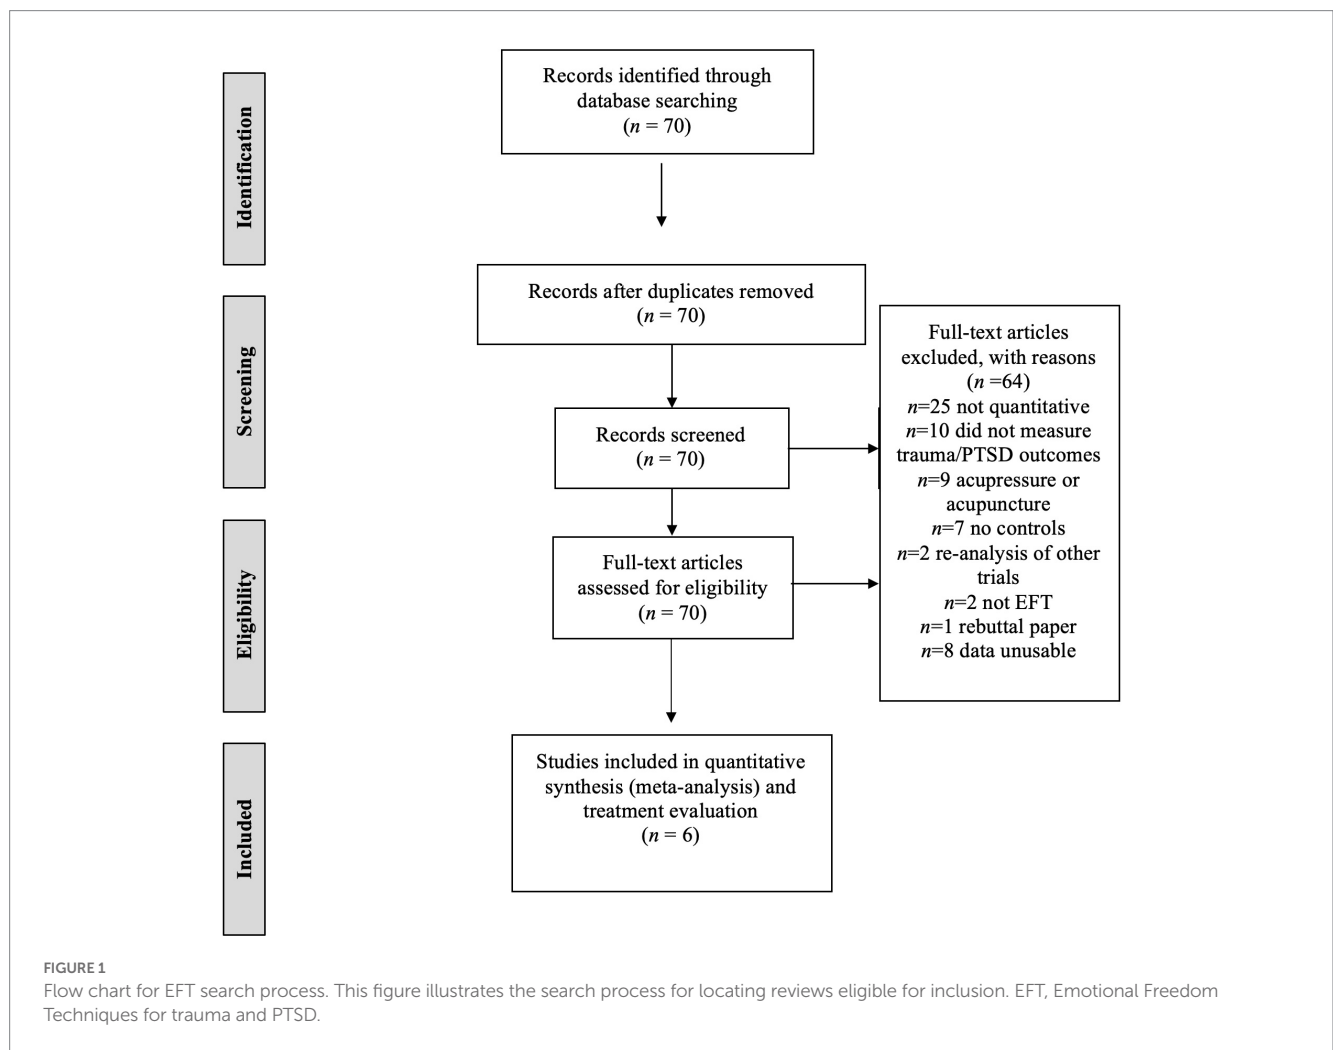 Identification
Records identified through
database searching
(n = 70)
Screening
Records after duplicates removed
(n = 70)
Records screened
(n = 70)
Full-text articles
excluded, with reasons
(n =64)
n=25 not quantitative
n=10 did not measure
trauma/PTSD outcomes
n=9 acupressure or
acupuncture
n=7 no controls
n=2 re-analysis of other
trials
n=2 not EFT
n=1 rebuttal paper
n=8 data unusable
Eligibility
Full-text articles
assessed for eligibility
(n = 70)
Included
Studies included in quantitative
synthesis (meta-analysis) and
treatment evaluation
(n = 6)
FIGURE 1
Flow chart for EFT search process. This figure illustrates the search process for locating reviews eligible for inclusion. EFT, Emotional Freedom
Techniques for trauma and PTSD.